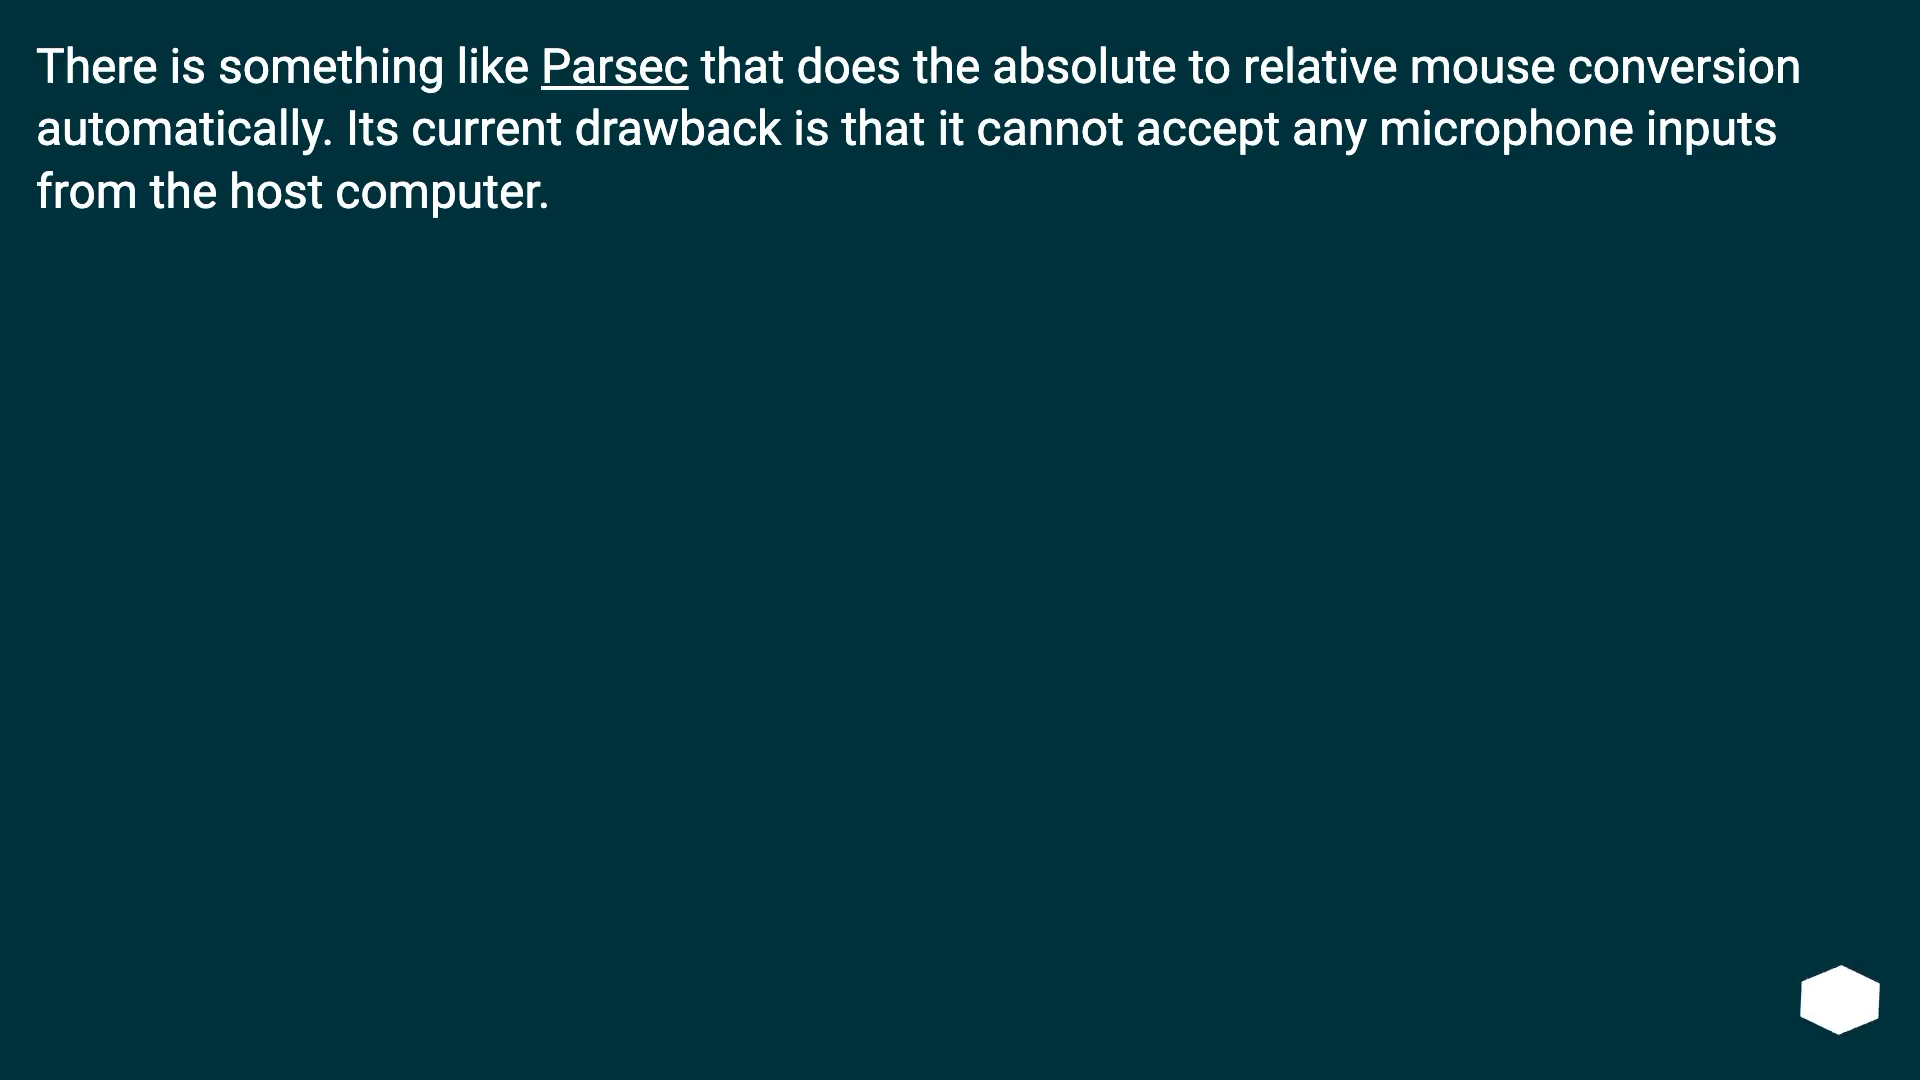 There is something like Parsec that does the absolute to relative mouse conversion
automatically. Its current drawback is that it cannot accept any microphone inputs
from the host computer.